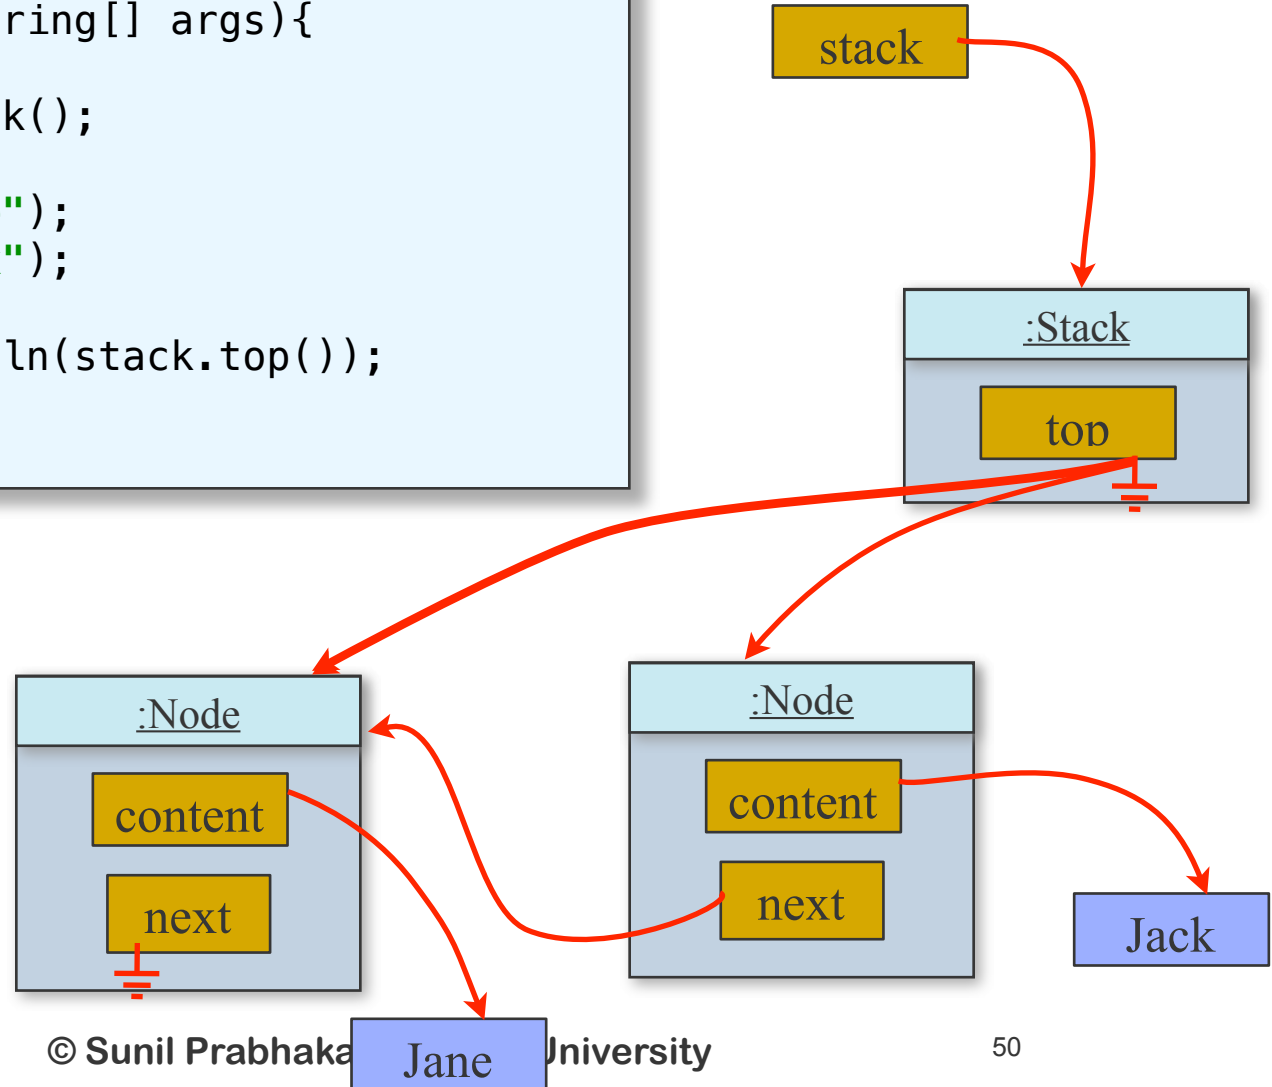 ring[] args){
k();
");
");
ln(stack.top());
stack
:Stack
top
:Node
content
next
:Node
content
next
Jack
Jane
© Sunil Prabhaka University
50